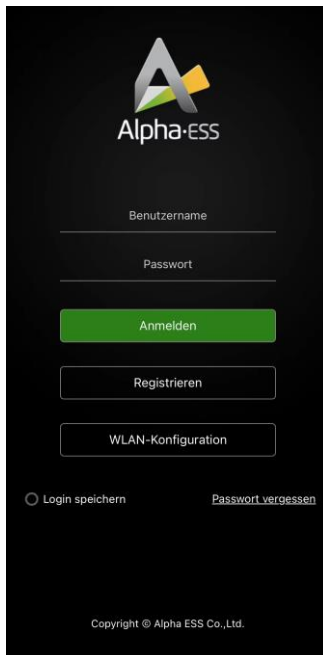 Alpha·ESS
Benutzername
Passwort
Anmelden
Registrieren
WLAN-Konfiguration
Login speichern
Passwort vergessen
Copyright © Alpha ESS Co.,Ltd.